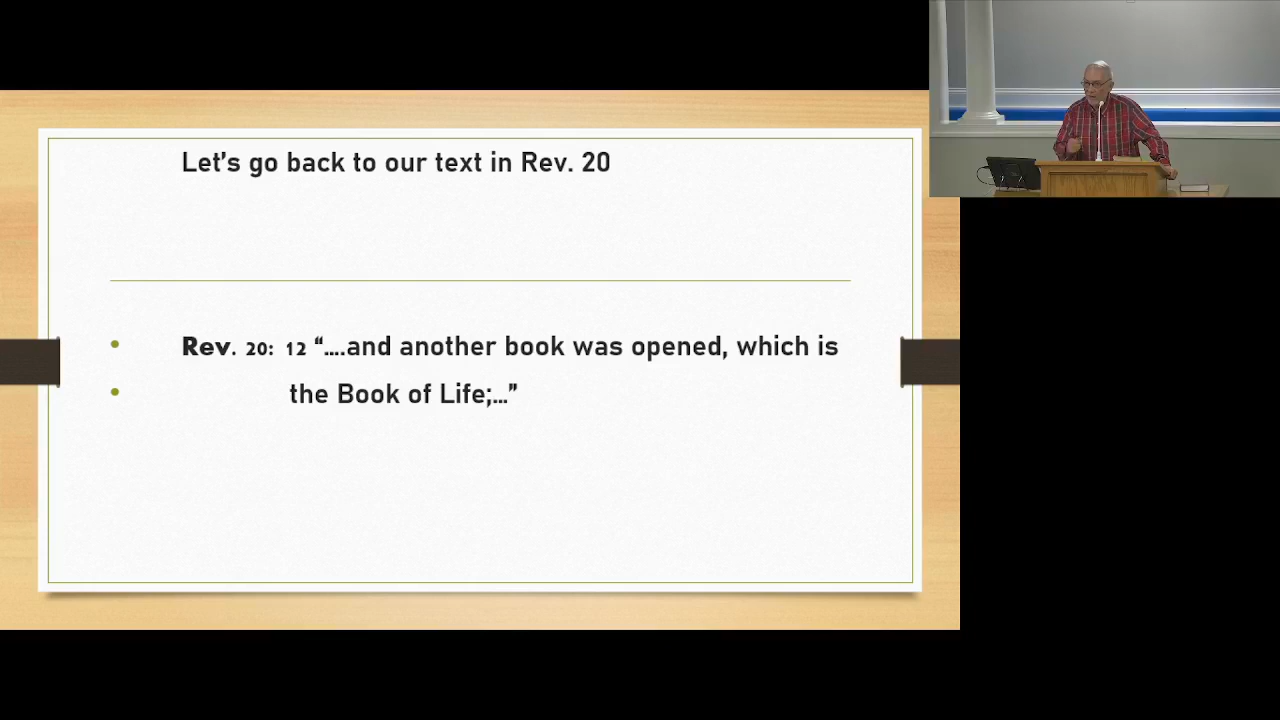 Let's go back to our text in Rev. 20
Rev. 20: 12 “....and another book was opened, which is
the Book of Life;...”